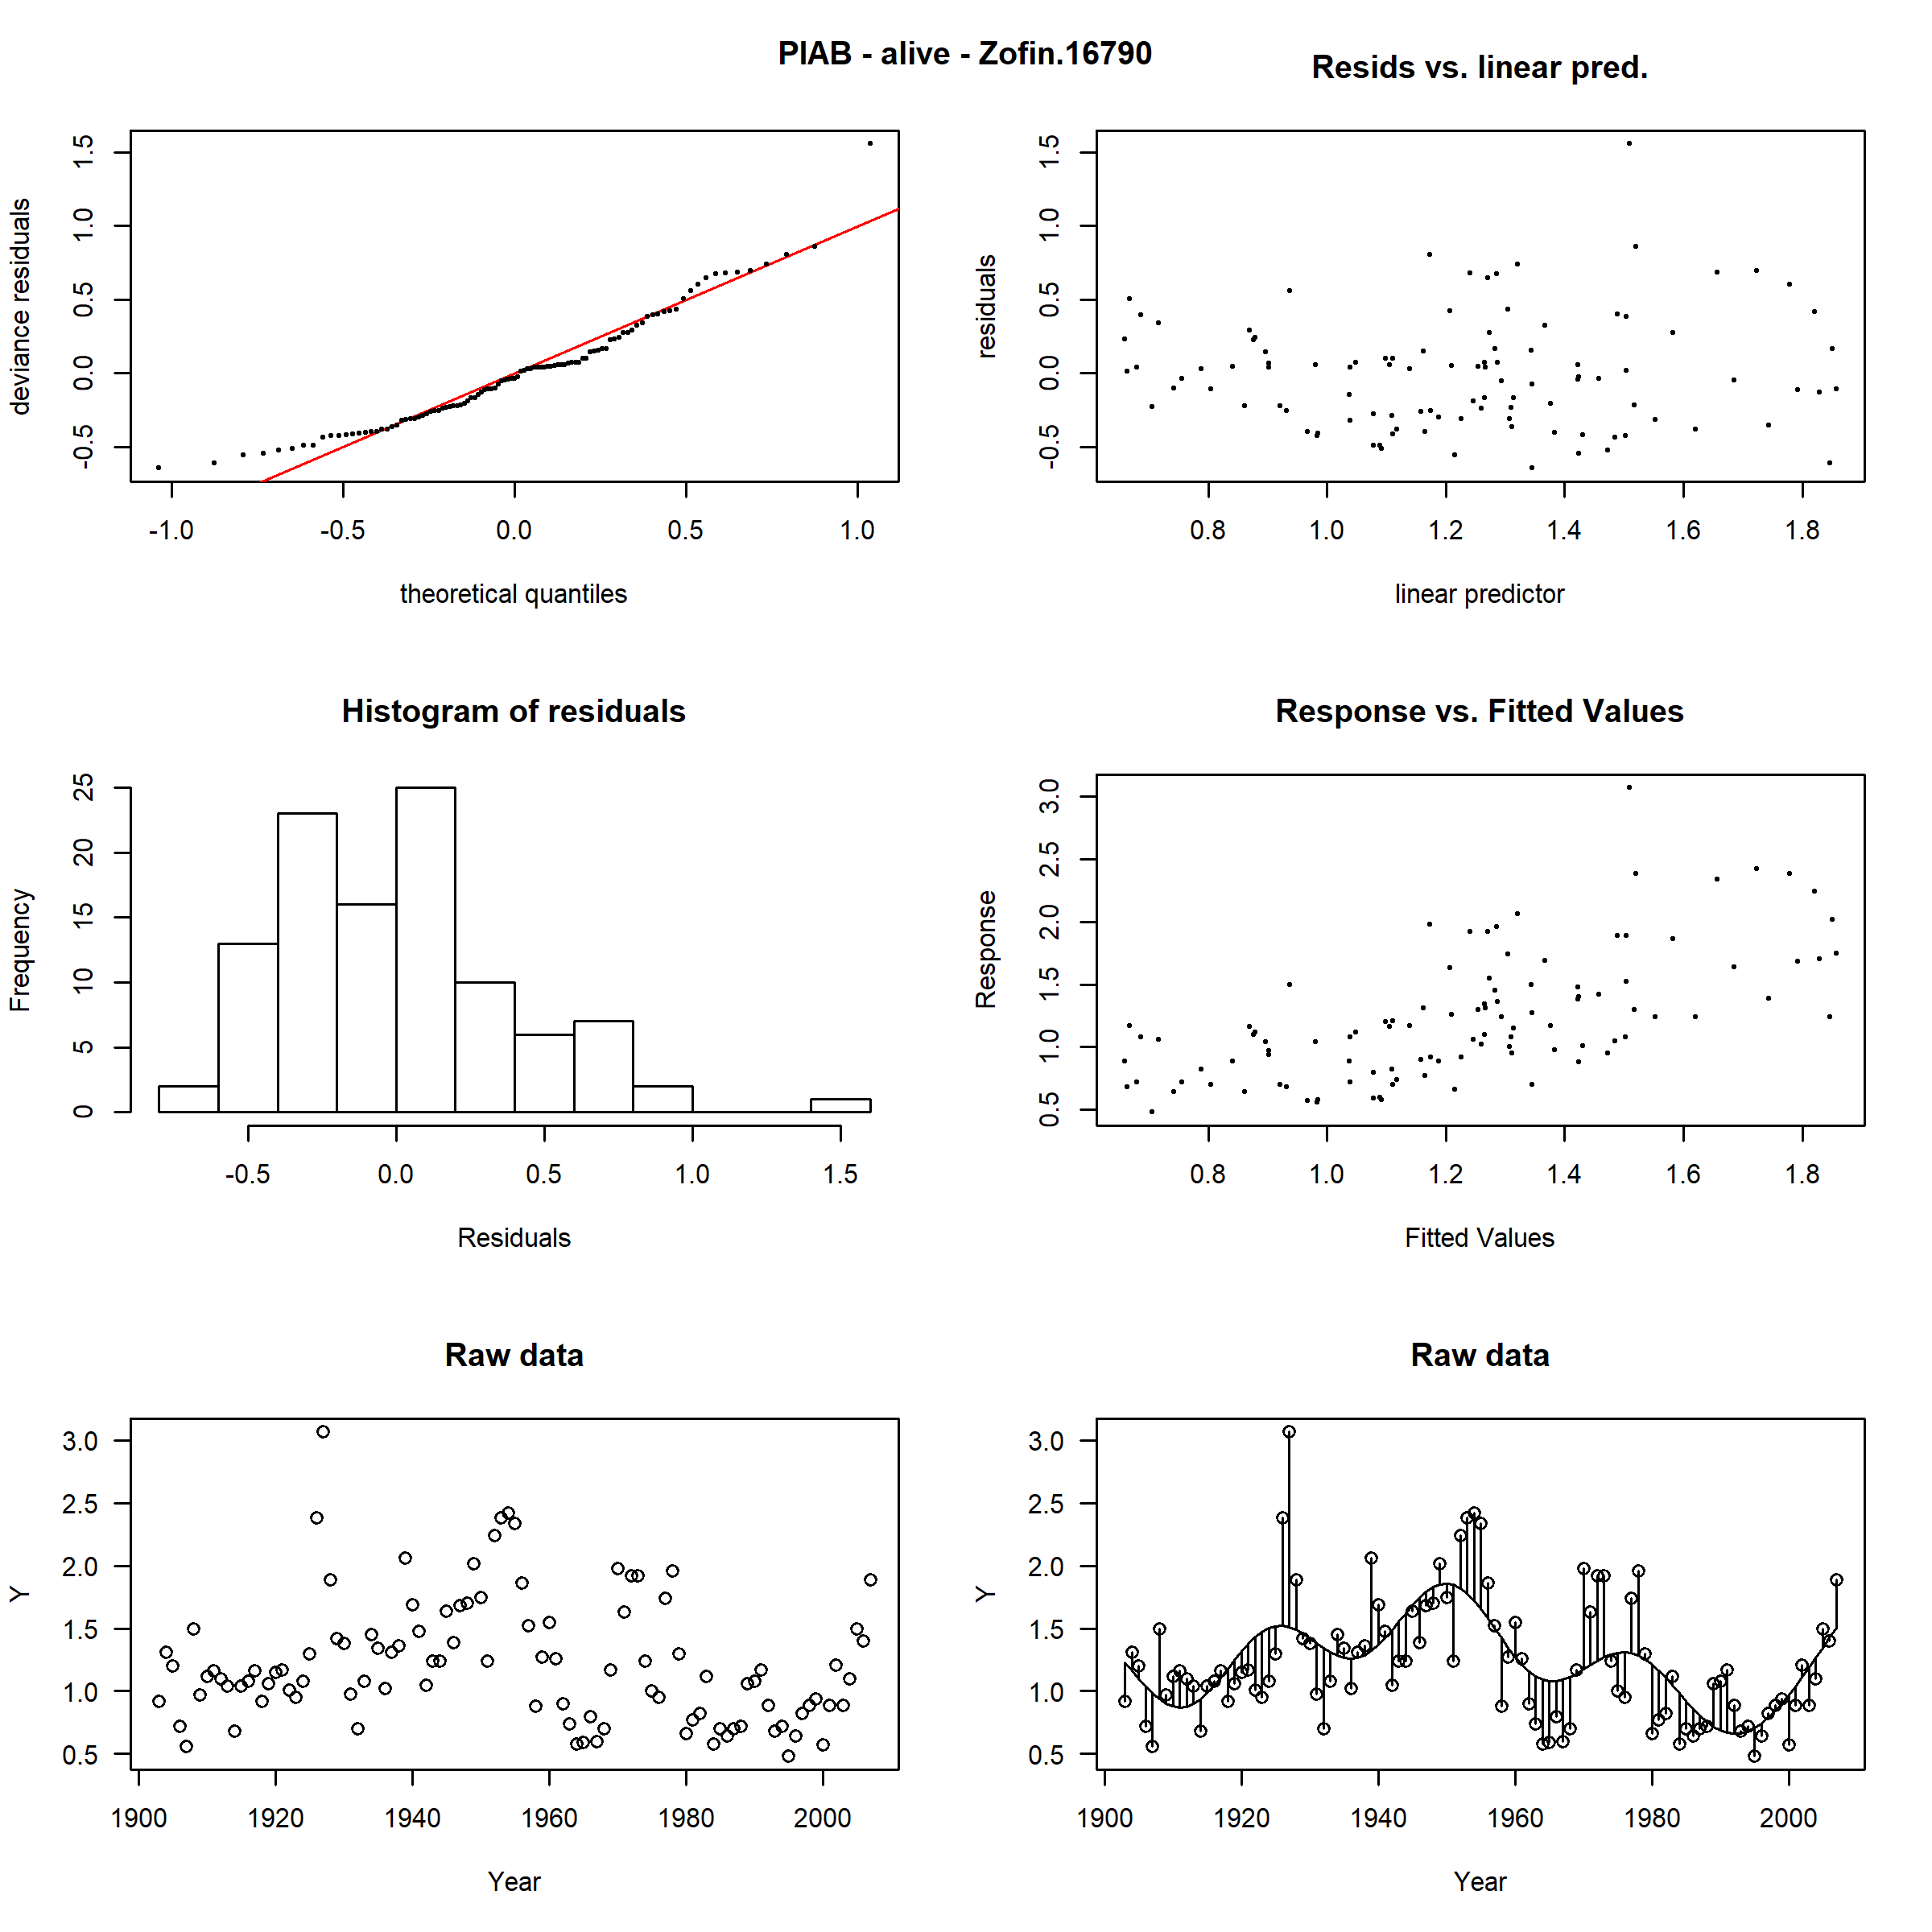 PIAB - alive - Zofin.16790
Resids vs. linear pred.
deviance residuals
-0.5 0.0 0.5 1.0 1.5
-1.0 -0.5 0.0 0.5 1.0
theoretical quantiles
residuals
-0.5 0.0 0.5 1.0 1.5
0.8 1.0 1.2 1.4 1.6 1.8
linear predictor
Histogram of residuals
Frequency
0 5 10 15 20 25
-0.5 0.0 0.5 1.0 1.5
Residuals
Response vs. Fitted Values
Response
0.5 1.0 1.5 2.0 2.5 3.0
0.8 1.0 1.2 1.4 1.6 1.8
Fitted Values
Raw data
Y
3.0
2.5
2.0
1.5
1.0
0.5
1900 1920 1940 1960 1980 2000
Year
Raw data
Y
3.0
2.5
2.0
1.5
1.0
0.5
1900 1920 1940 1960 1980 2000
Year